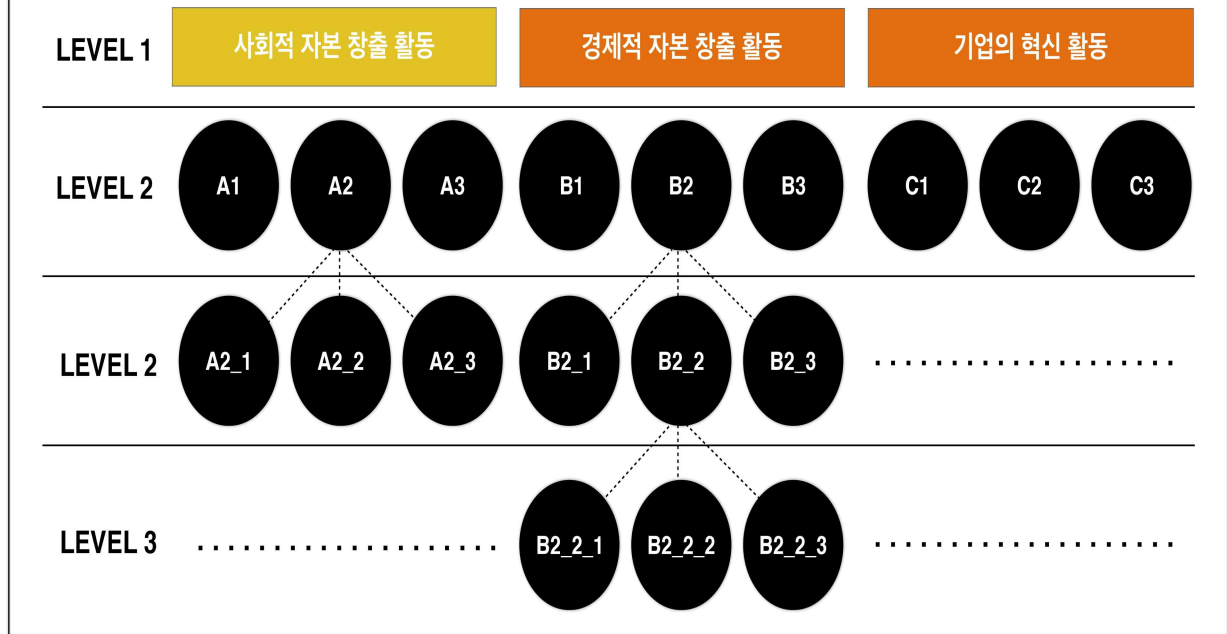 LEVEL 1 사회적 자본 창출 활동 경제적 자본 창출 활동 기업의 혁신 활동
LEVEL 2 A1 A2 A3 B1 B2 B3 C1 C2 C3
LEVEL 2 A2_1 A2_2 A2_3 B2_1 B2_2 B2_3 ....................
LEVEL 3 .................... B2_2_1 B2_2_2 B2_2_3 ....................